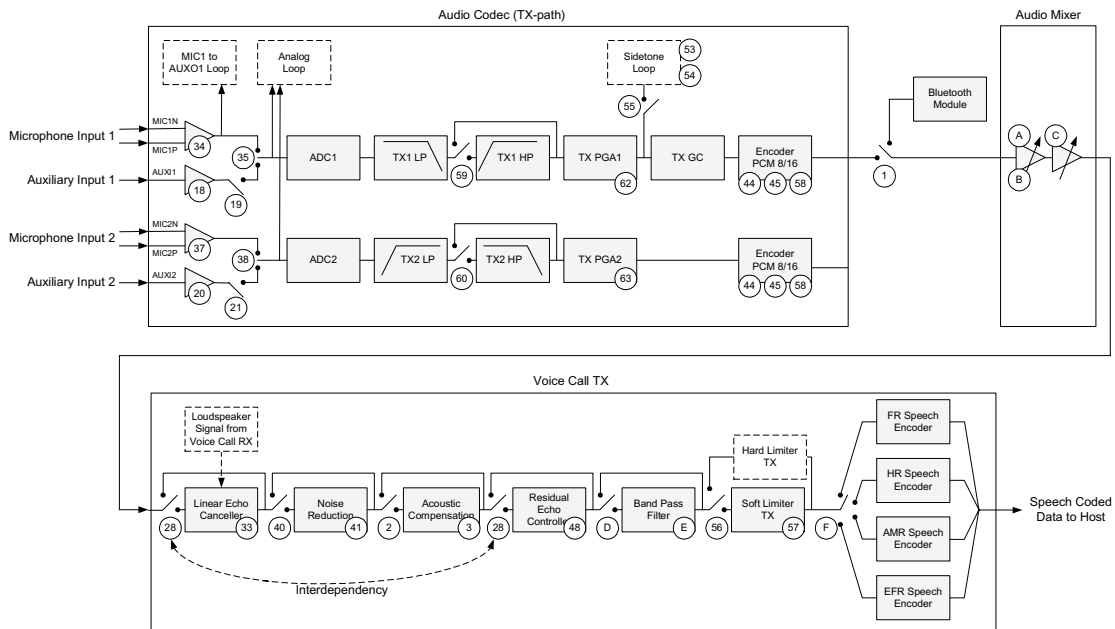 Audio Codec (TX-path)
Audio Mixer
MIC1 to
AUXO1 Loop
Analog
Loop
Sidetone
Loop
53
54
55
Bluetooth
Module
Microphone Input 1
MIC1N
MIC1P
34
35
ADC1
TX1 LP
59
TX1 HP
TX PGA1
62
TX GC
Encoder
PCM 8/16
44
45
58
1
A
B
C
Auxiliary Input 1
AUXI1
18
19
Microphone Input 2
MIC2N
MIC2P
37
38
ADC2
TX2 LP
60
TX2 HP
TX PGA2
63
Encoder
PCM 8/16
44
45
58
Auxiliary Input 2
AUXI2
20
21
Voice Call TX
Loudspeaker
Signal from
Voice Call RX
28
Linear Echo
Canceller
33
40
Noise
Reduction
41
2
Acoustic
Compensation
3
28
Residual
Echo
Controller
48
D
Band Pass
Filter
E
56
Hard Limiter
TX
Soft Limiter
TX
57
F
FR Speech
Encoder
HR Speech
Encoder
AMR Speech
Encoder
EFR Speech
Encoder
Speech Coded
Data to Host
Interdependency